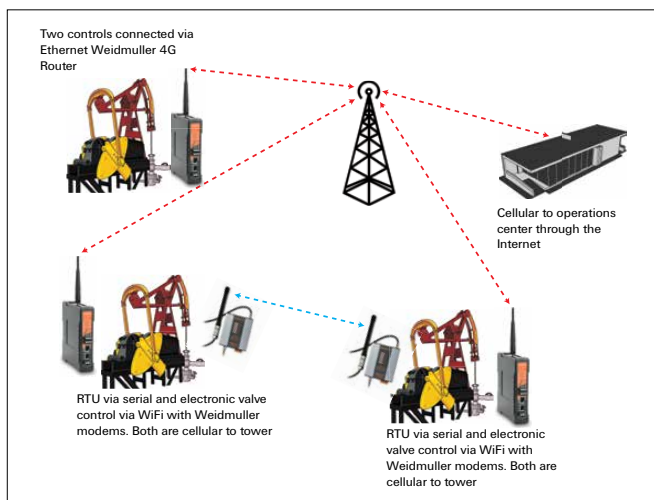 Two controls connected via
Ethernet Weidmuller 4G
Router
Cellular to operations
center through the
Internet
RTU via serial and electronic
valve control via WiFi with
Weidmuller modems. Both
are cellular to tower
RTU via serial and electronic
control via WiFi with Weidmuller
modems. Both are cellular to tower